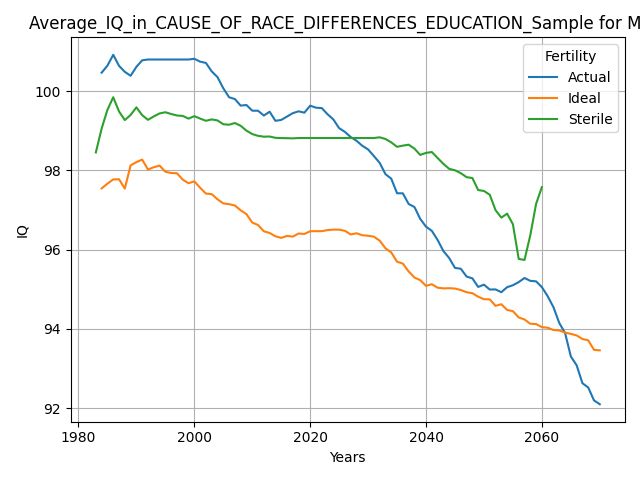 Average_IQ_in_CAUSE_OF_RACE_DIFFERENCES_EDUCATION_Sample for M
Fertility
Actual
Ideal
Sterile
IQ
100
98
96
94
92
1980 2000 2020 2040 2060
Years